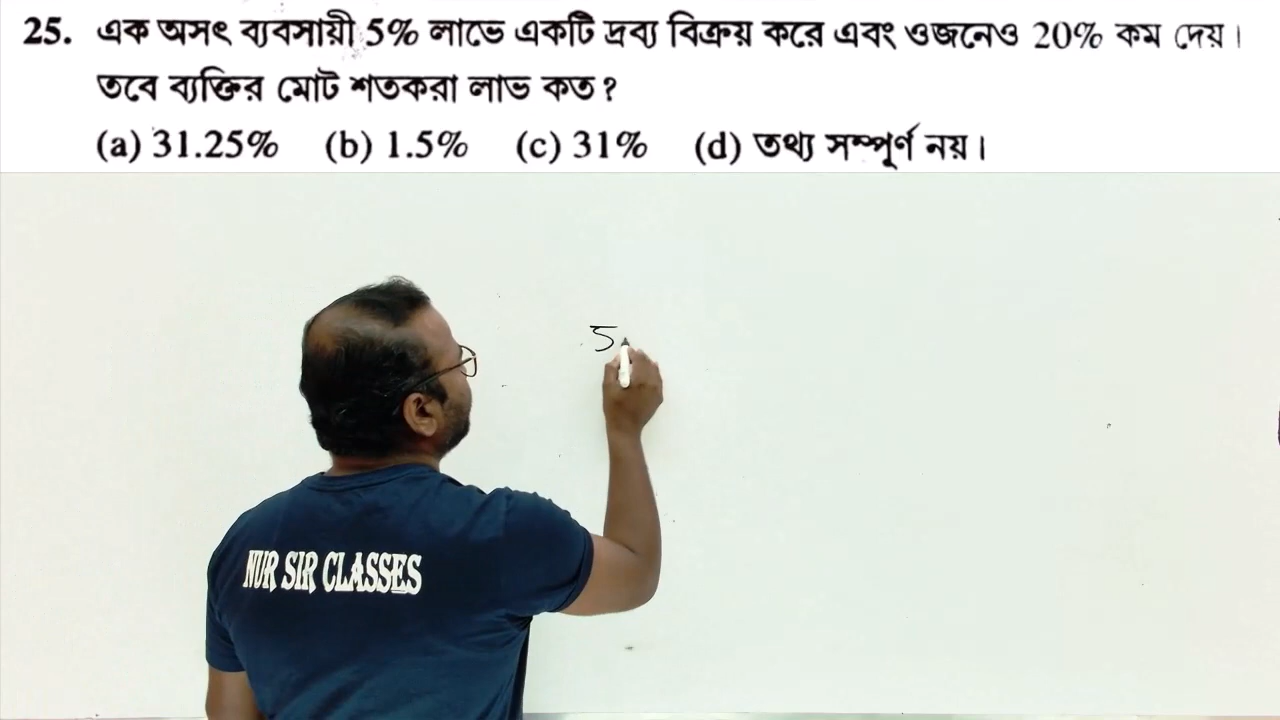 25. এক অসৎ ব্যবসায়ী 5% লাভে একটি দ্রব্য বিক্রয় করে এবং ওজনেও 20% কম দেয়।
তবে ব্যক্তির মোট শতকরা লাভ কত?
(a) 31.25% (b) 1.5% (c) 31% (d) তথ্য সম্পূর্ণ নয়।
5
NUR SIR CLASSES